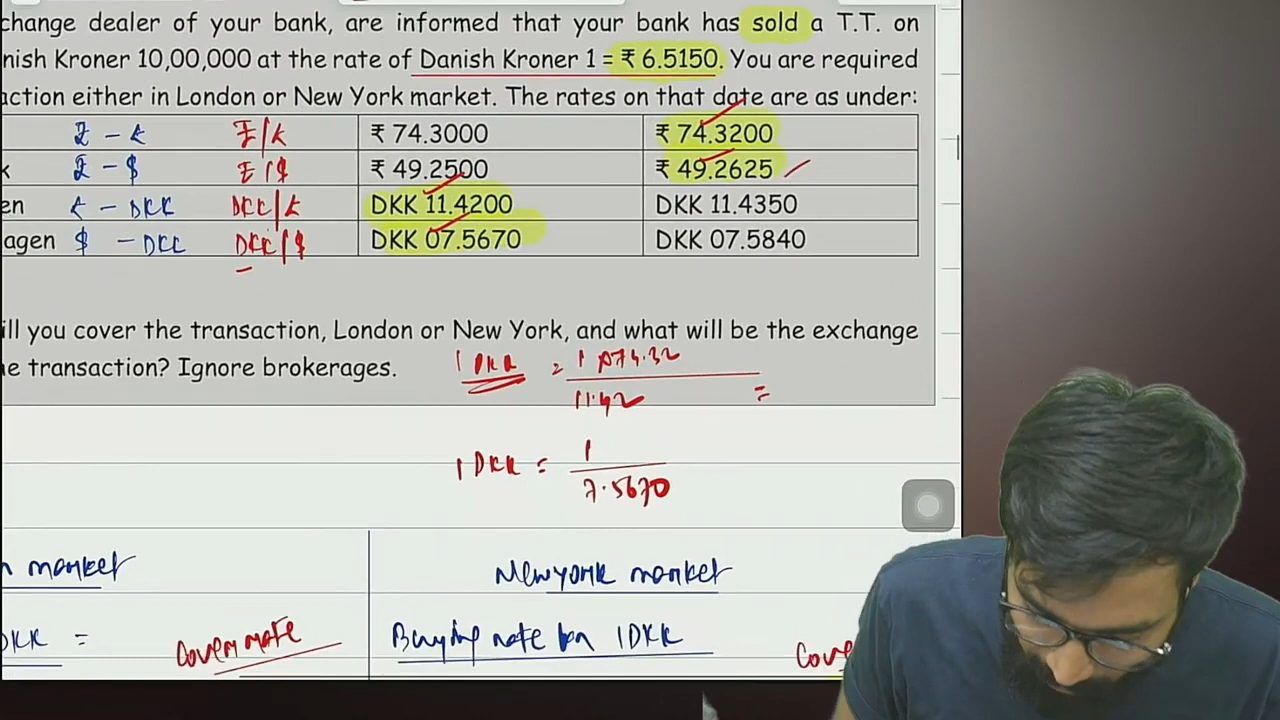 change dealer of your bank, are informed that your bank has sold a T.T. on
nish Kroner 10,00,000 at the rate of Danish Kroner 1 = ₹ 6.5150. You are required
action either in London or New York market. The rates on that date are as under:
₹ - £ ₹/£ ₹ 74.3000 ₹ 74.3200
k ₹ - $ ₹/$ ₹ 49.2500 ₹ 49.2625
en £ - DKK DKK/£ DKK 11.4200 DKK 11.4350
agen $ - DKK DKK/$ DKK 07.5670 DKK 07.5840
ill you cover the transaction, London or New York, and what will be the exchange
e transaction? Ignore brokerages.
1 DKK = 1 × 74.32
11.42 =
1 DKK = 1
7.5670
n market Newyork market
DKK = Cover rate Buying rate for 1 DKK Cove